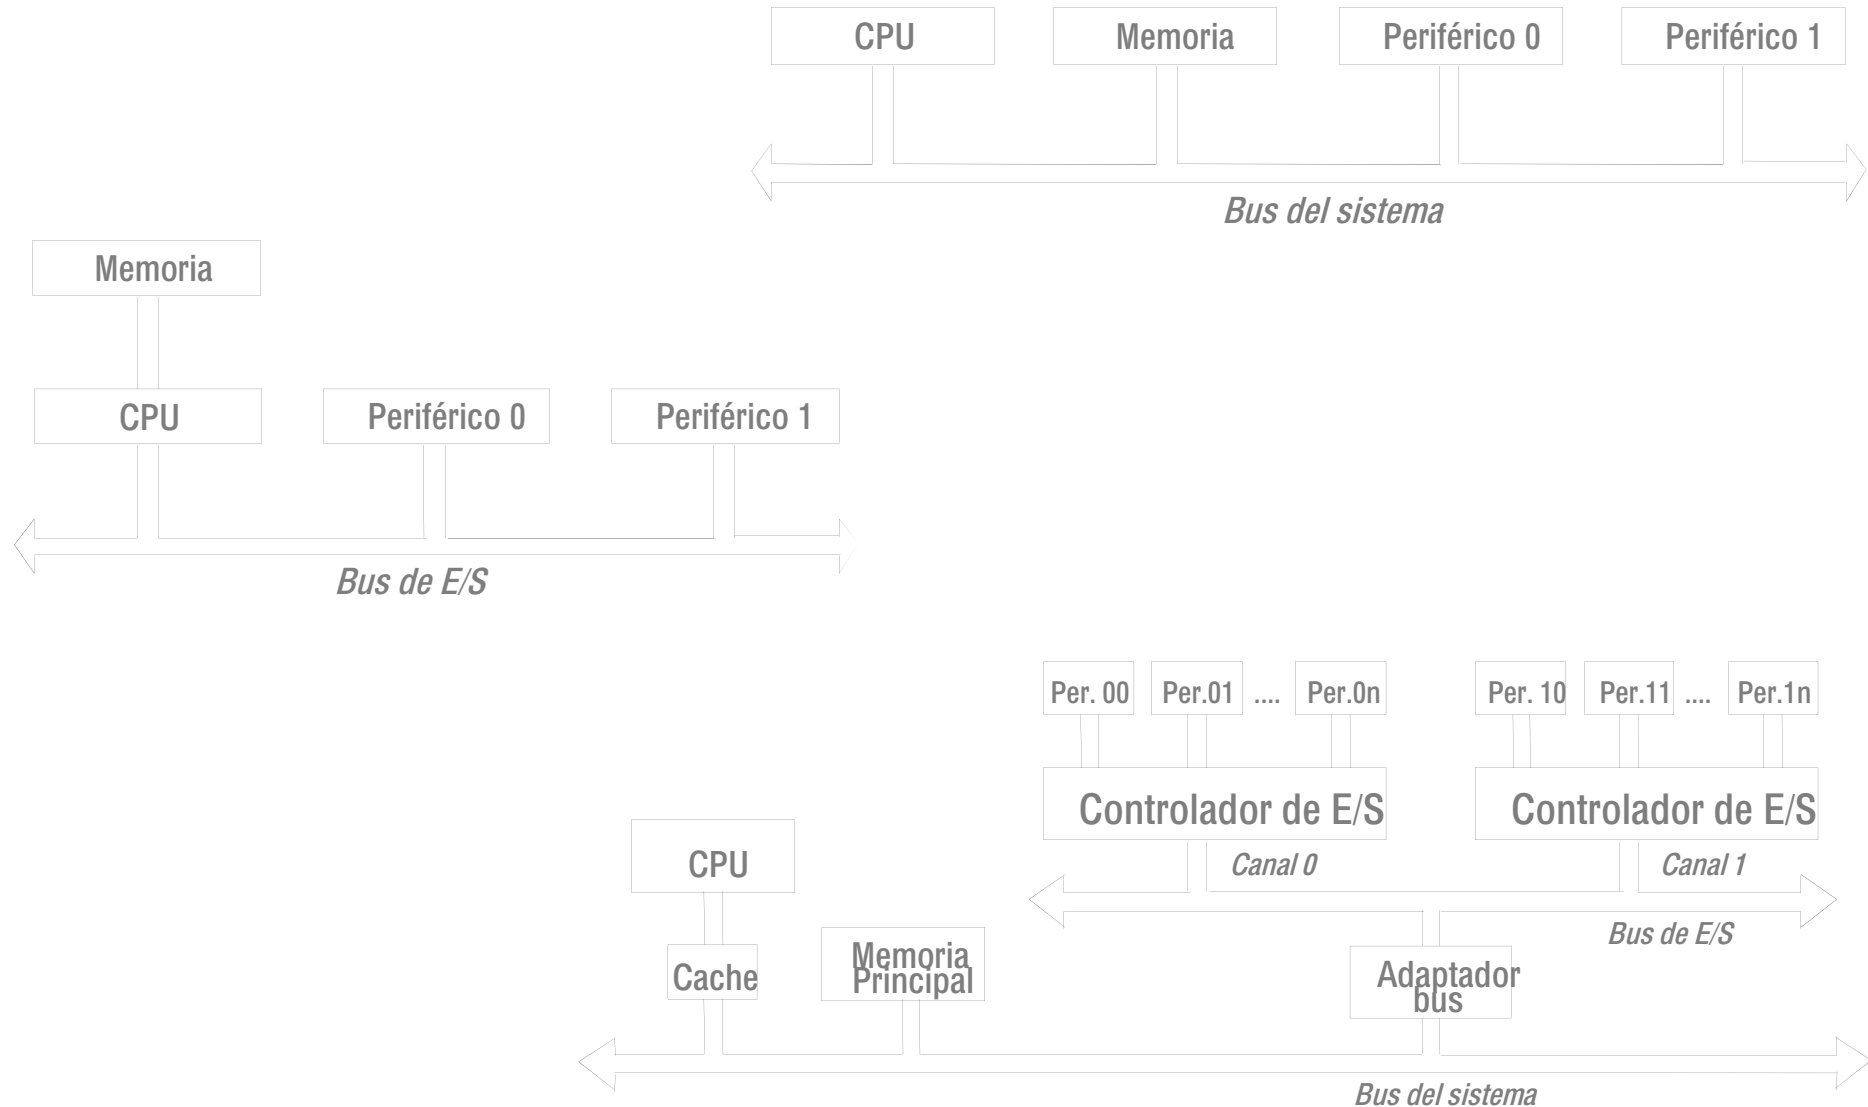 CPU Memoria Periférico 0 Periférico 1
Bus del sistema
Memoria
CPU Periférico 0 Periférico 1
Bus de E/S
Per. 00 Per.01 .... Per.0n Per. 10 Per.11 .... Per.1n
Controlador de E/S Controlador de E/S
Canal 0 Canal 1
CPU
Bus de E/S
Cache
Memoria
Principal
Adaptador
bus
Bus del sistema